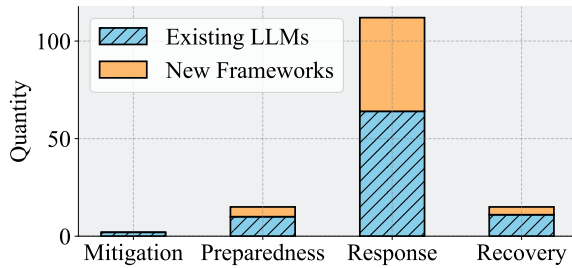 Existing LLMs
New Frameworks
Quantity
100
50
0
Mitigation Preparedness Response Recovery